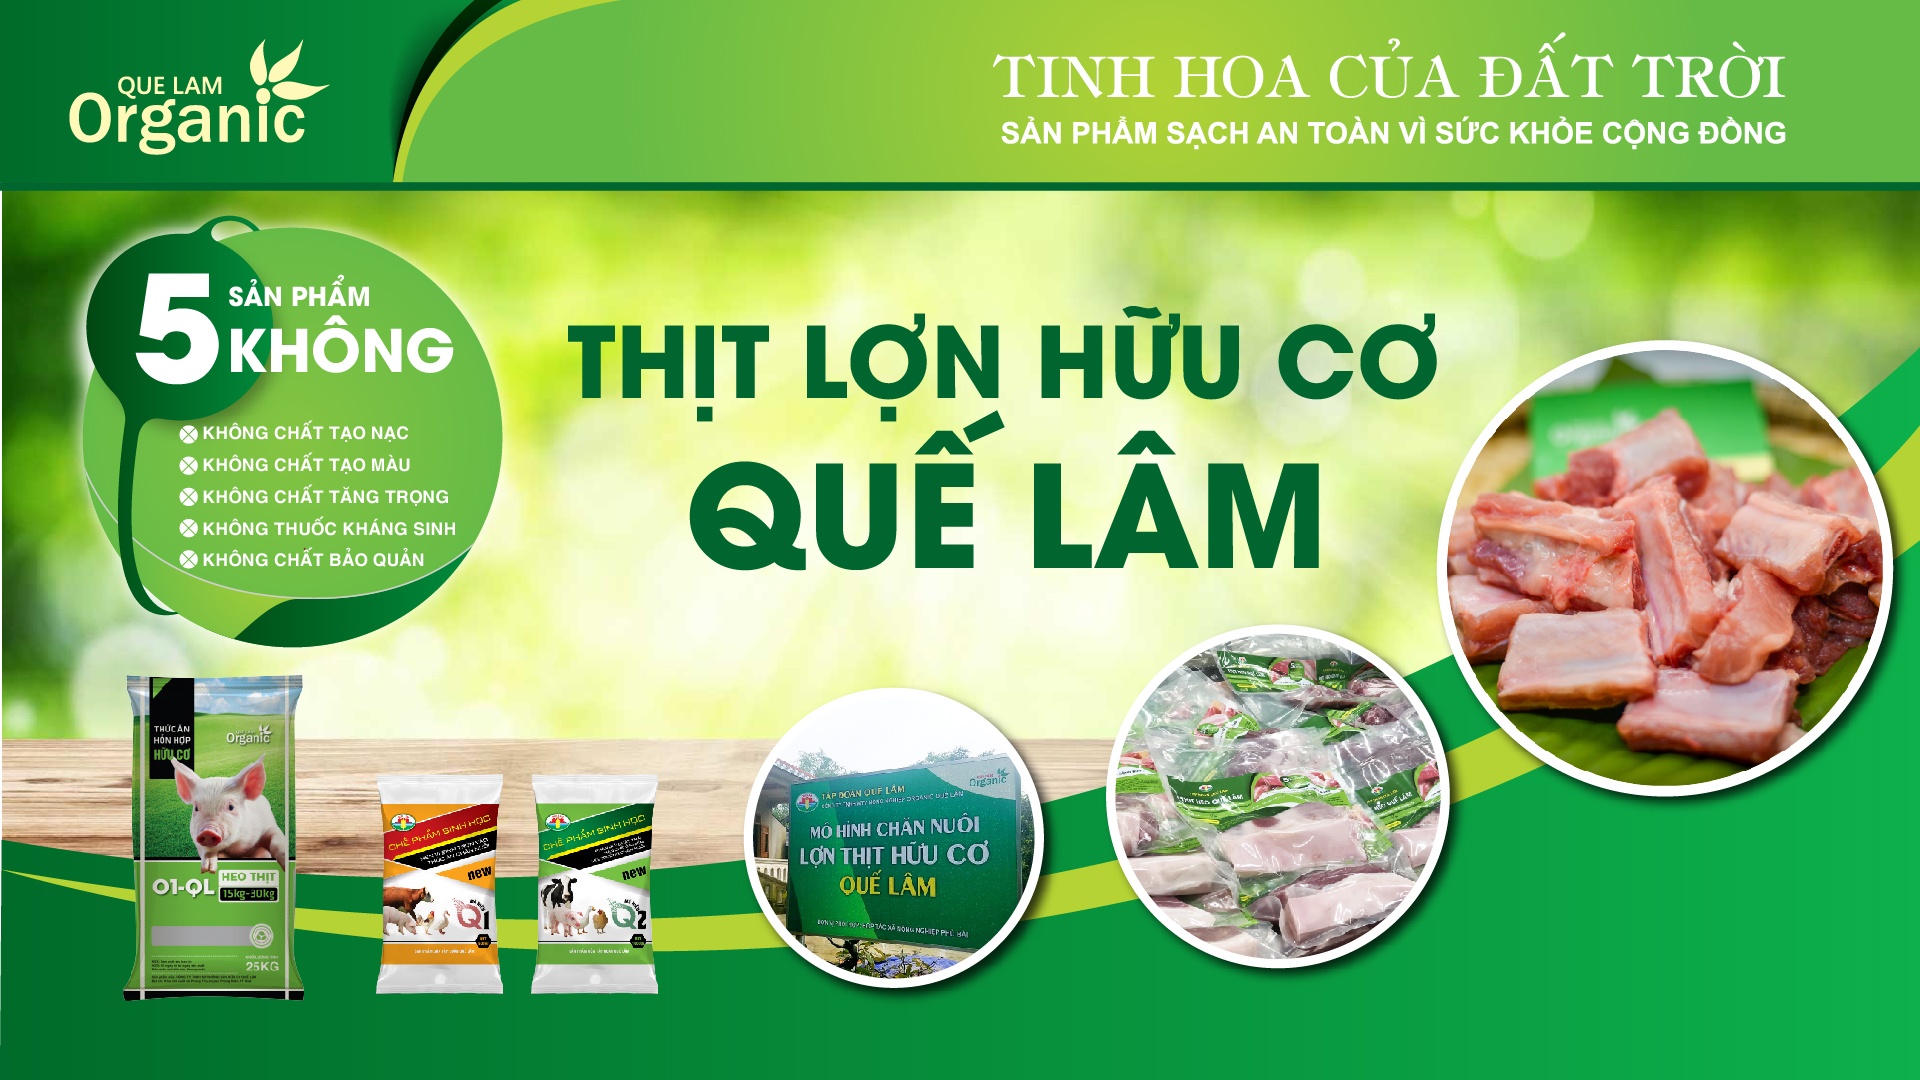 QUE LAM
Organic
TINH HOA CỦA ĐẤT TRỜI
SẢN PHẨM SẠCH AN TOÀN VÌ SỨC KHỎE CỘNG ĐỒNG
5 SẢN PHẨM
KHÔNG
KHÔNG CHẤT TẠO NẠC
KHÔNG CHẤT TẠO MÀU
KHÔNG CHẤT TĂNG TRỌNG
KHÔNG THUỐC KHÁNG SINH
KHÔNG CHẤT BẢO QUẢN
THỊT LỢN HỮU CƠ
QUẾ LÂM
THỨC ĂN
HỖN HỢP
HỮU CƠ
Organic
01-QL
HEO THỊT
15kg-30kg
25KG
CHẾ PHẨM SINH HỌC
new
Q1
CHẾ PHẨM SINH HỌC
new
Q2
TẬP ĐOÀN QUẾ LÂM
Organic
MÔ HÌNH CHĂN NUÔI
LỢN THỊT HỮU CƠ
QUẾ LÂM